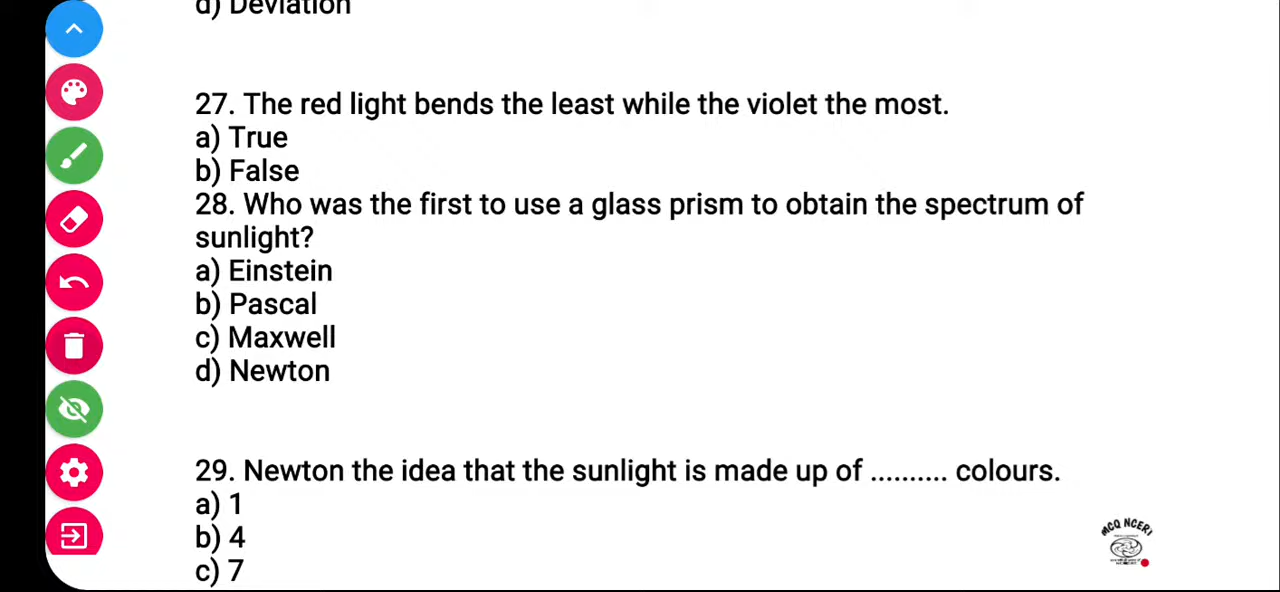 d) Deviation
27. The red light bends the least while the violet the most.
a) True
b) False
28. Who was the first to use a glass prism to obtain the spectrum of
sunlight?
a) Einstein
b) Pascal
c) Maxwell
d) Newton
29. Newton the idea that the sunlight is made up of .......... colours.
a) 1
b) 4
c) 7
MCQ NCERT